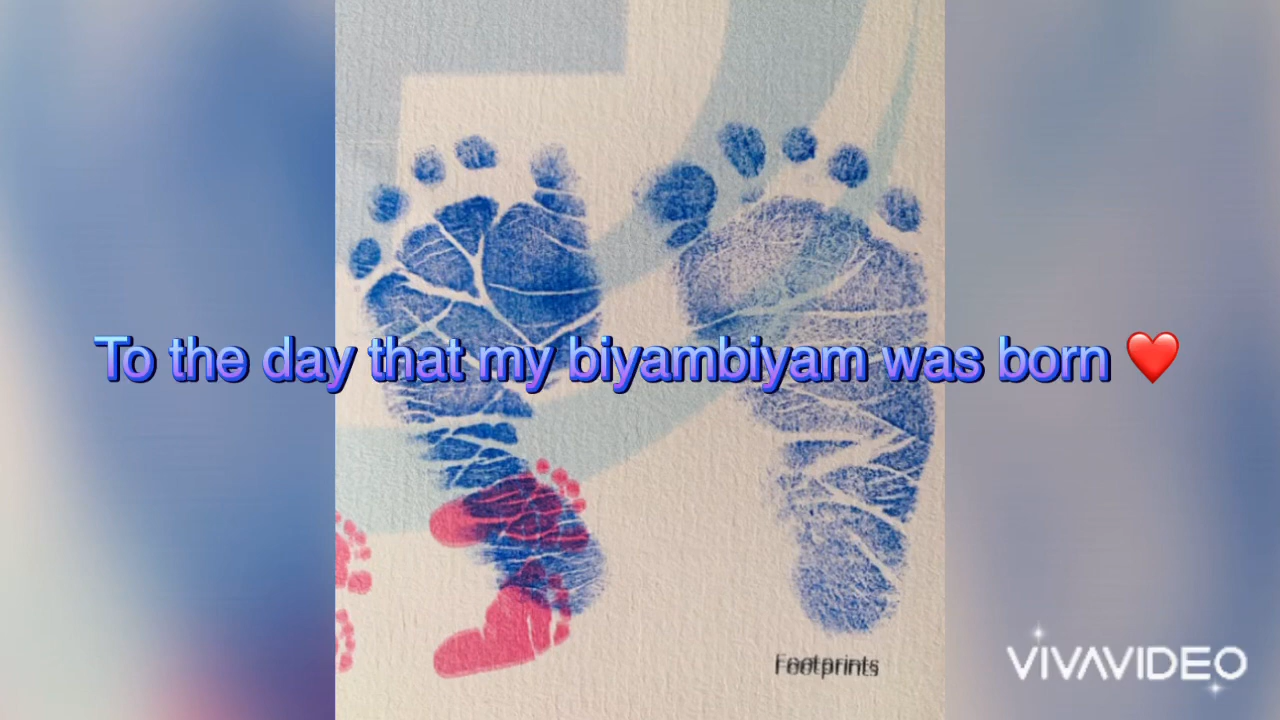 To the day that my biyambiyam was born ❤️
Footprints
VIVAVIDEO